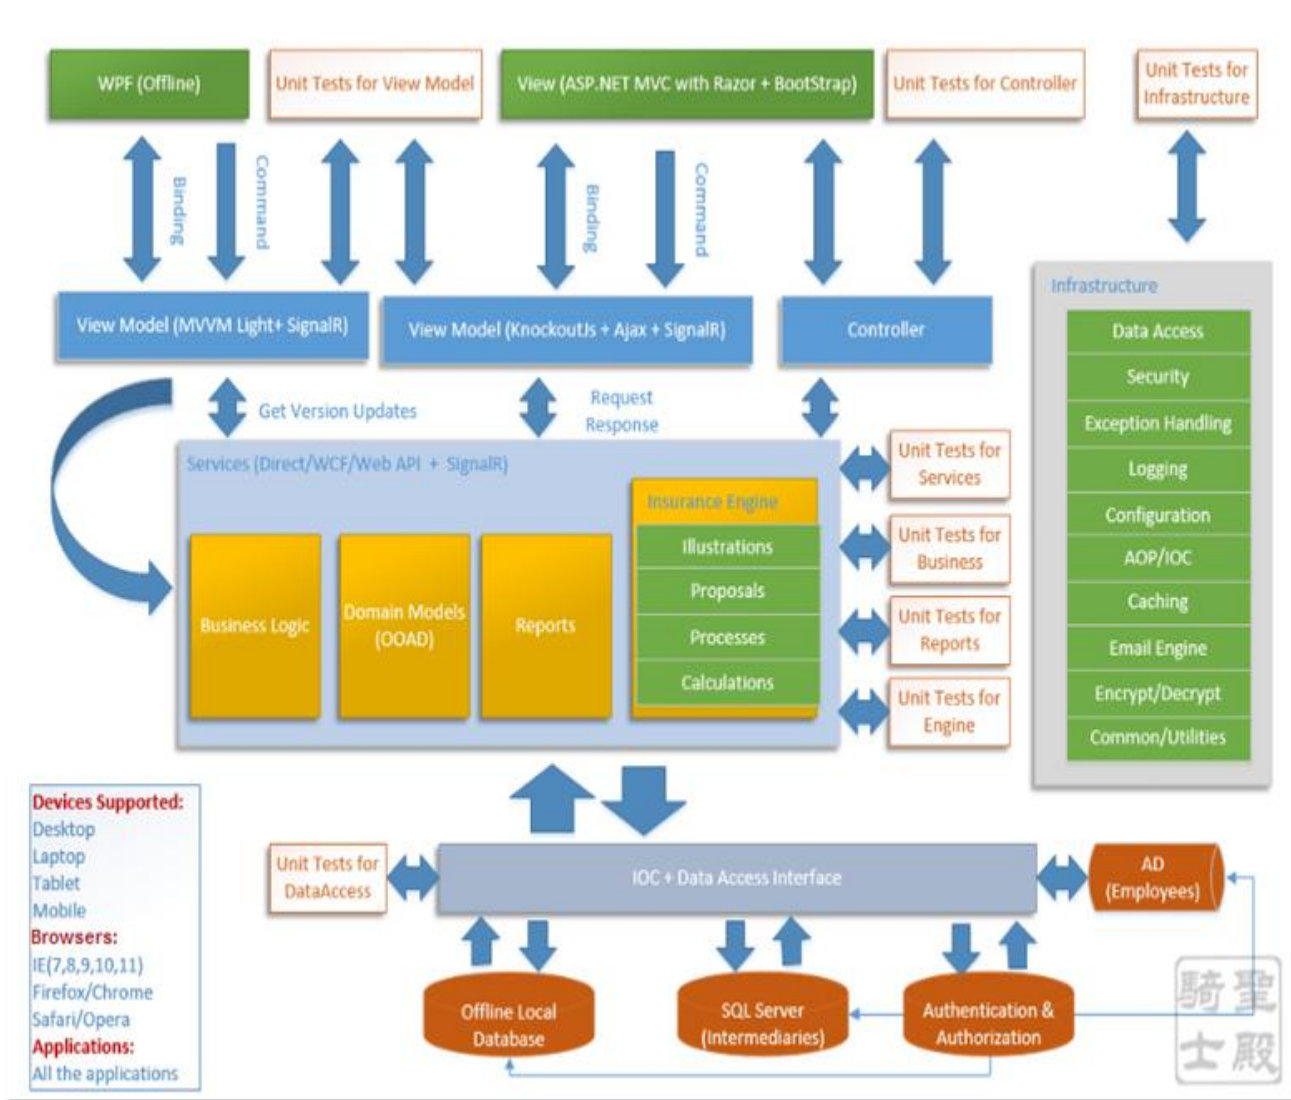 WPF (Offline)
Unit Tests for View Model
View (ASP.NET MVC with Razor + BootStrap)
Unit Tests for Controller
Unit Tests for
Infrastructure
Binding
Command
Binding
Command
View Model (MVVM Light+ SignalR)
View Model (KnockoutJs + Ajax + SignalR)
Controller
Infrastructure
Data Access
Security
Exception Handling
Logging
Configuration
AOP/IOC
Caching
Email Engine
Encrypt/Decrypt
Common/Utilities
Get Version Updates
Request
Response
Services (Direct/WCF/Web API + SignalR)
Business Logic
Domain Models
(OOAD)
Reports
Insurance Engine
Illustrations
Proposals
Processes
Calculations
Unit Tests for
Services
Unit Tests for
Business
Unit Tests for
Reports
Unit Tests for
Engine
Devices Supported:
Desktop
Laptop
Tablet
Mobile
Browsers:
IE(7,8,9,10,11)
Firefox/Chrome
Safari/Opera
Applications:
All the applications
Unit Tests for
DataAccess
IOC + Data Access Interface
AD
(Employees)
Offline Local
Database
SQL Server
(Intermediaries)
Authentication &
Authorization
騎聖
士殿